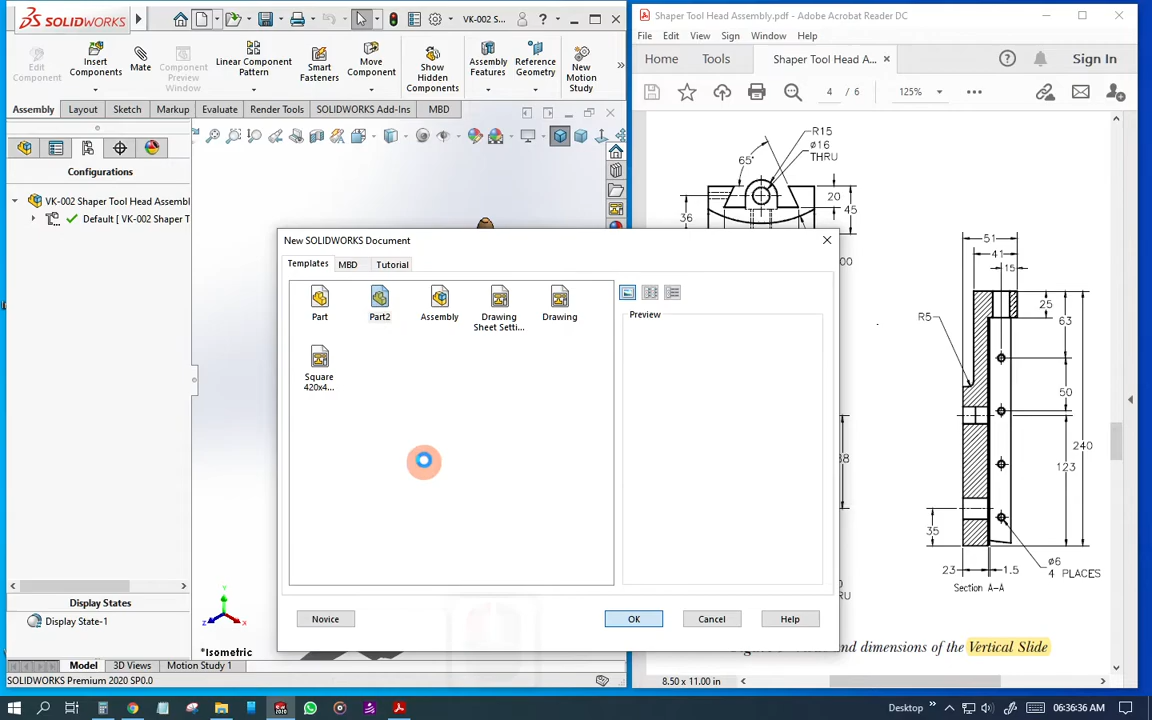 SOLIDWORKS
VK-002 S...
Edit
Component
Insert
Components
Mate
Component
Preview
Window
Linear Component
Pattern
Smart
Fasteners
Move
Component
Show
Hidden
Components
Assembly
Features
Reference
Geometry
New
Motion
Study
Assembly
Layout
Sketch
Markup
Evaluate
Render Tools
SOLIDWORKS Add-Ins
MBD
Configurations
VK-002 Shaper Tool Head Assembl
Default [ VK-002 Shaper T
Display States
Display State-1
*Isometric
Model
3D Views
Motion Study 1
SOLIDWORKS Premium 2020 SP0.0
New SOLIDWORKS Document
Templates
MBD
Tutorial
Part
Part2
Assembly
Drawing
Sheet Setti...
Drawing
Square
420x4...
Preview
Novice
OK
Cancel
Help
Shaper Tool Head Assembly.pdf - Adobe Acrobat Reader DC
File Edit View Sign Window Help
Home
Tools
Shaper Tool Head A...
Sign In
4 / 6
125%
R15
ø16
THRU
65°
20
45
36
00
38
51
41
15
R5
25
63
50
240
123
35
ø6
4 PLACES
23
1.5
Section A-A
and dimensions of the Vertical Slide
8.50 x 11.00 in
Desktop
06:36:36 AM